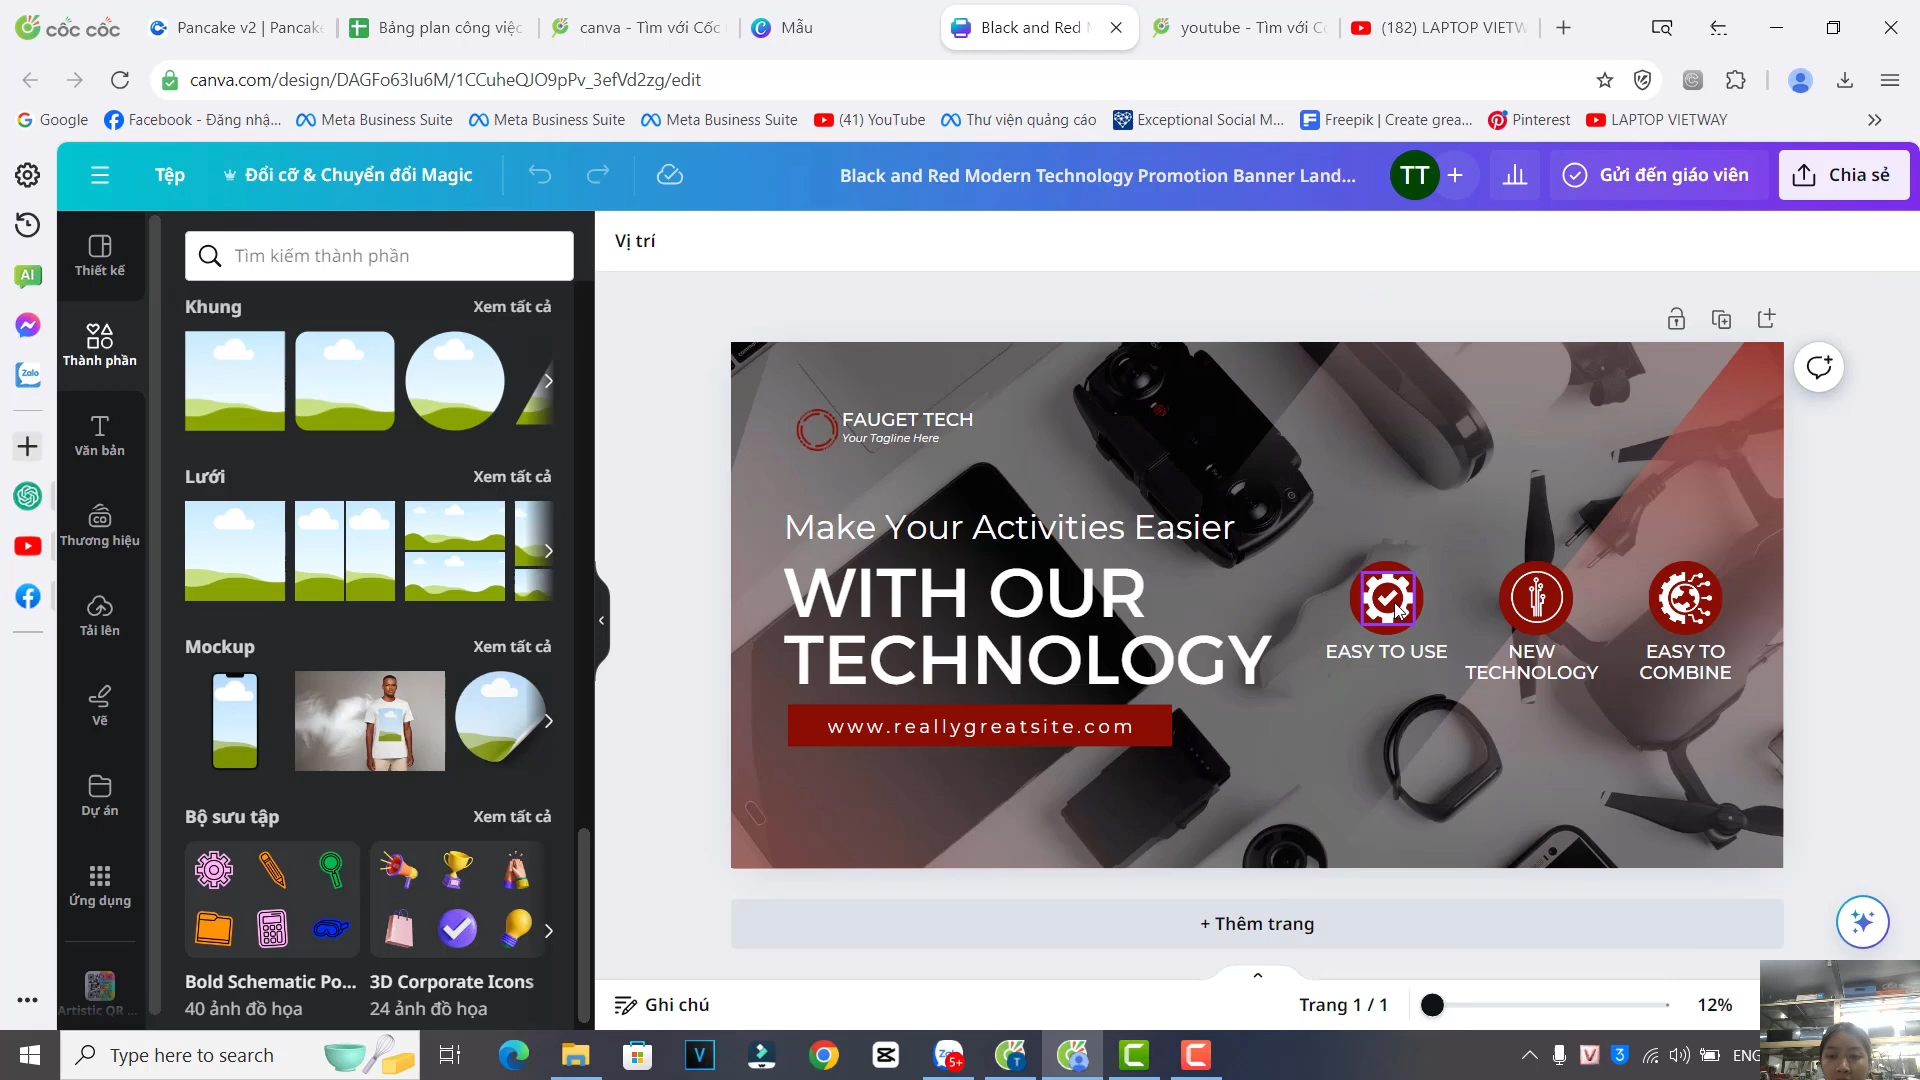 cốc cốc
Pancake v2 | Pancake
Bảng plan công việc
canva - Tìm với Cốc
Mẫu
Black and Red
youtube - Tìm với Cố
(182) LAPTOP VIETW
canva.com/design/DAGFo63Iu6M/1CCuheQJO9pPv_3efVd2zg/edit
Google
Facebook - Đăng nhậ...
Meta Business Suite
Meta Business Suite
Meta Business Suite
(41) YouTube
Thư viện quảng cáo
Exceptional Social M...
Freepik | Create grea...
Pinterest
LAPTOP VIETWAY
Tệp
Đổi cỡ & Chuyển đổi Magic
Black and Red Modern Technology Promotion Banner Land...
TT
Gửi đến giáo viên
Chia sẻ
AI
Zalo
Thiết kế
Thành phần
Văn bản
Thương hiệu
Tải lên
Vẽ
Dự án
Ứng dụng
Artistic QR ...
Tìm kiếm thành phần
Khung
Xem tất cả
Lưới
Xem tất cả
Mockup
Xem tất cả
Bộ sưu tập
Xem tất cả
Bold Schematic Po...
40 ảnh đồ họa
3D Corporate Icons
24 ảnh đồ họa
Vị trí
FAUGET TECH
Your Tagline Here
Make Your Activities Easier
WITH OUR
TECHNOLOGY
www.reallygreatsite.com
EASY TO USE
NEW
TECHNOLOGY
EASY TO
COMBINE
+ Thêm trang
Ghi chú
Trang 1 / 1
12%
Type here to search
5+
ENG